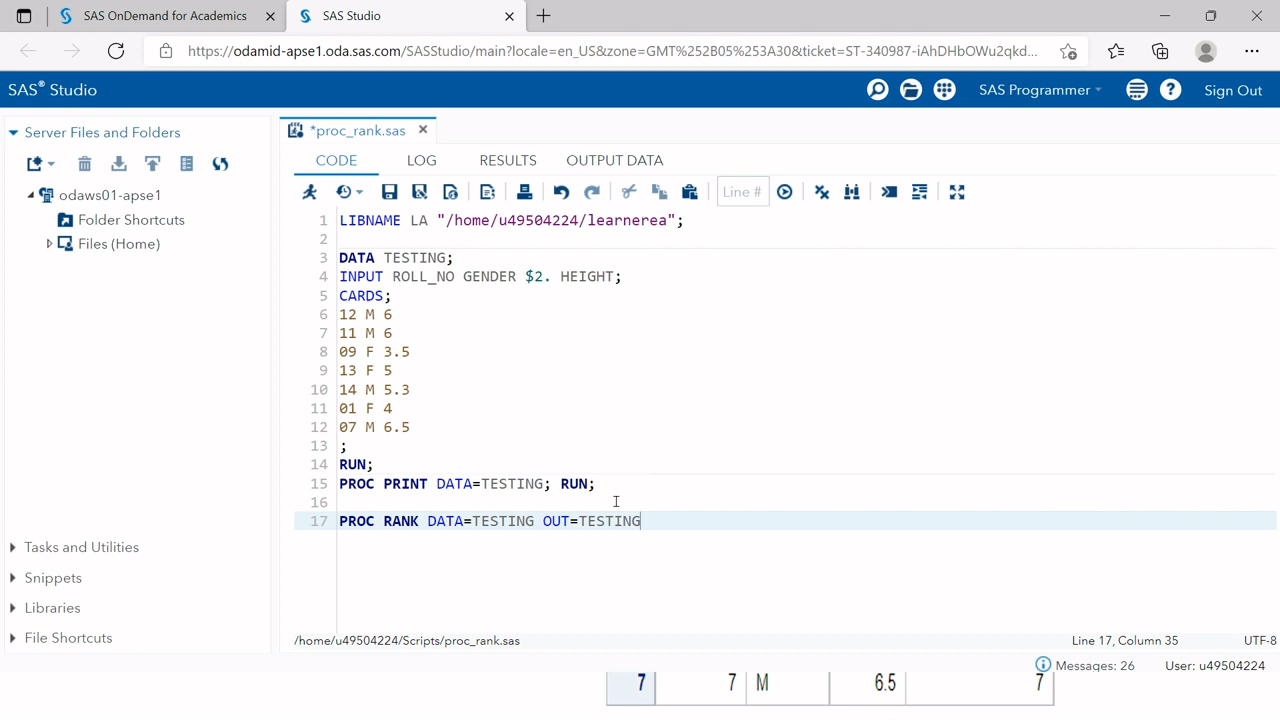 SAS OnDemand for Academics
SAS Studio
https://odamid-apse1.oda.sas.com/SASStudio/main?locale=en_US&zone=GMT%252B05%253A30&ticket=ST-340987-iAhDHbOWu2qkd...
SAS® Studio
SAS Programmer
Sign Out
Server Files and Folders
*proc_rank.sas
CODE
LOG
RESULTS
OUTPUT DATA
Line #
odaws01-apse1
Folder Shortcuts
Files (Home)
Tasks and Utilities
Snippets
Libraries
File Shortcuts
1 LIBNAME LA "/home/u49504224/learnerea";
2
3 DATA TESTING;
4 INPUT ROLL_NO GENDER $2. HEIGHT;
5 CARDS;
6 12 M 6
7 11 M 6
8 09 F 3.5
9 13 F 5
10 14 M 5.3
11 01 F 4
12 07 M 6.5
13 ;
14 RUN;
15 PROC PRINT DATA=TESTING; RUN;
16
17 PROC RANK DATA=TESTING OUT=TESTING
/home/u49504224/Scripts/proc_rank.sas
Line 17, Column 35
UTF-8
Messages: 26
User: u49504224
7 7 M 6.5 7